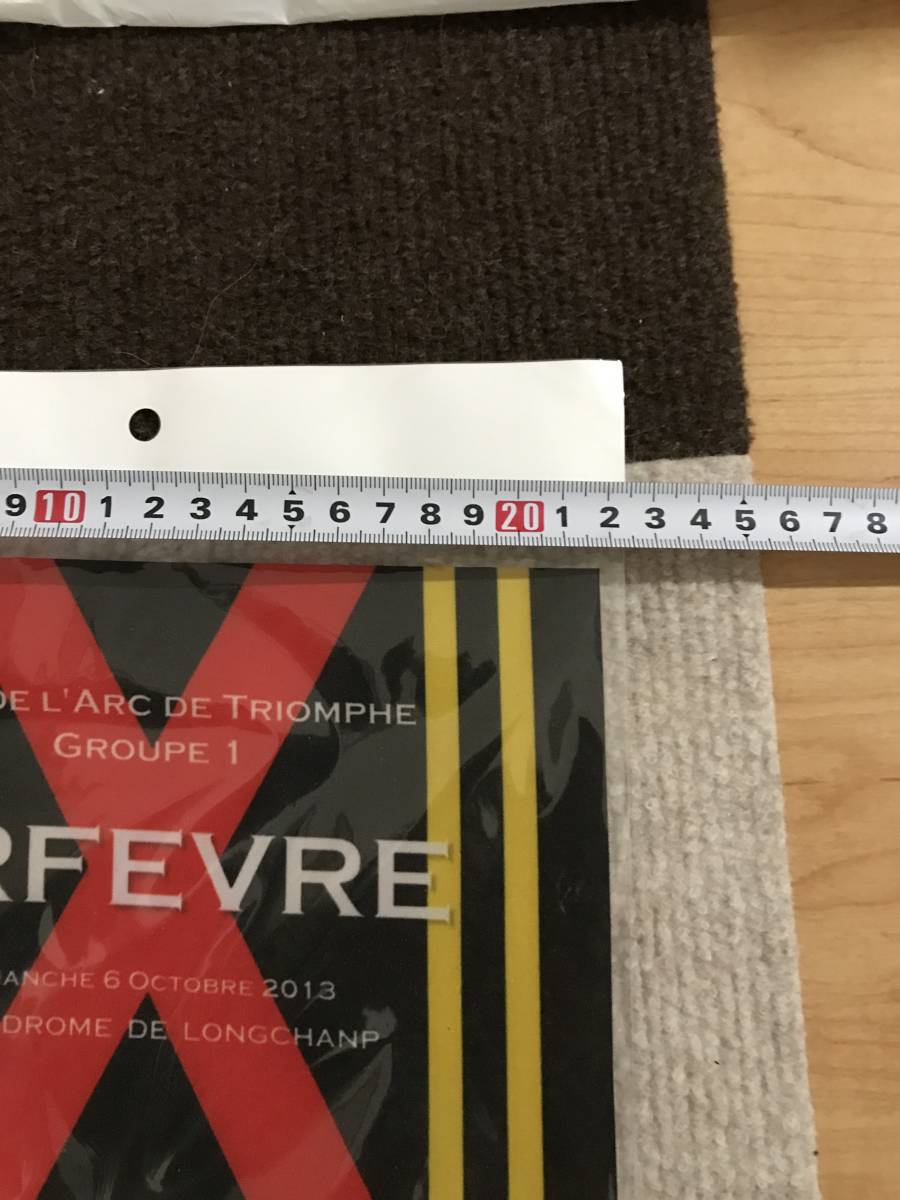 9 10 1 2 3 4 5 6 7 8 9 20 1 2 3 4 5 6 7 8
DE L'ARC DE TRIOMPHE
GROUPE 1
RFEVRE
ANCHE 6 OCTOBRE 2013
DROME DE LONGCHANP